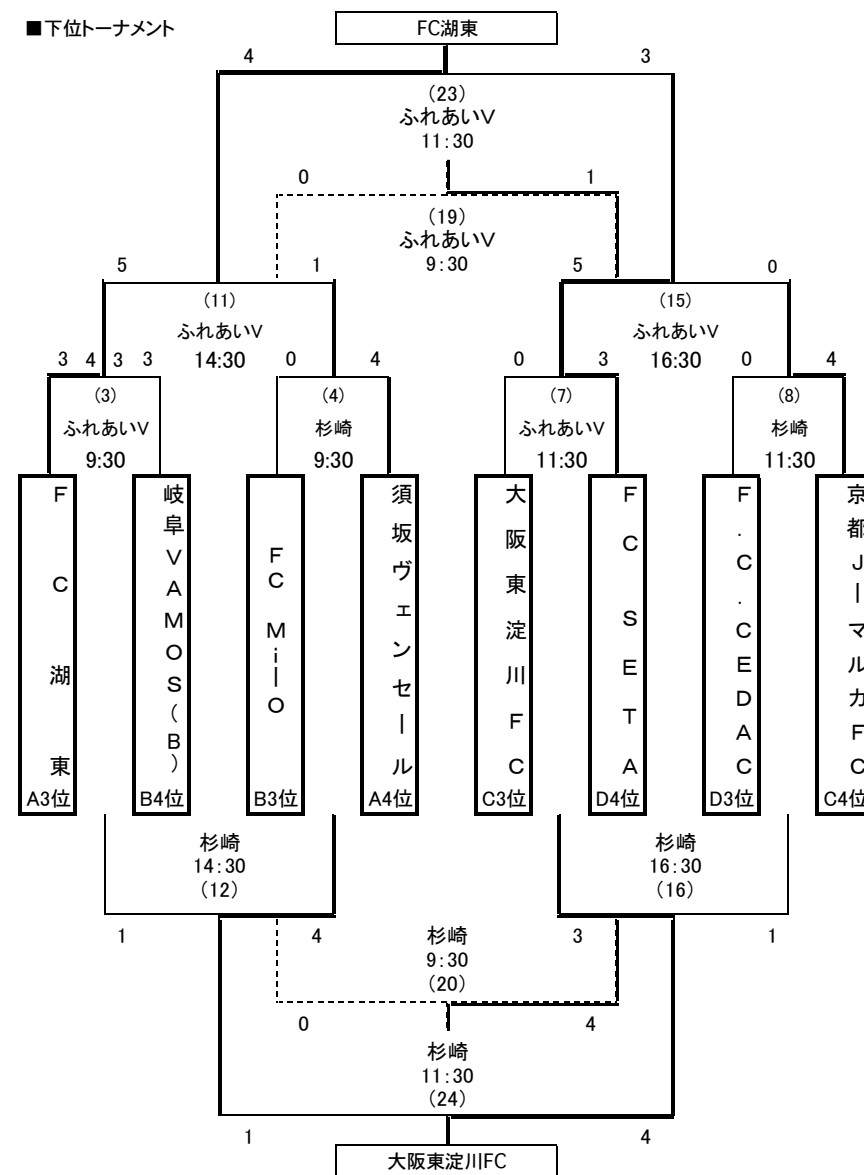 ■下位トーナメント
FC湖東
4 3
(23)
ふれあいV
11:30
0 1
(19)
ふれあいV
9:30
5 1 5 0
(11) (15)
ふれあいV ふれあいV
14:30 16:30
3 4 3 3 0 4 0 3 0 4
(3) (4) (7) (8)
ふれあいV 杉崎 ふれあいV 杉崎
9:30 9:30 11:30 11:30
FC湖東
岐阜VAMOS(B)
FC MillO
須坂ヴェンセール
大阪東淀川FC
FC SETA
F.C.CEDAC
京都JーマルカFC
A3位 B4位 B3位 A4位 C3位 D4位 D3位 C4位
杉崎 杉崎
14:30 16:30
(12) (16)
1 4 3 1
杉崎
9:30
(20)
0 4
杉崎
11:30
(24)
1 4
大阪東淀川FC